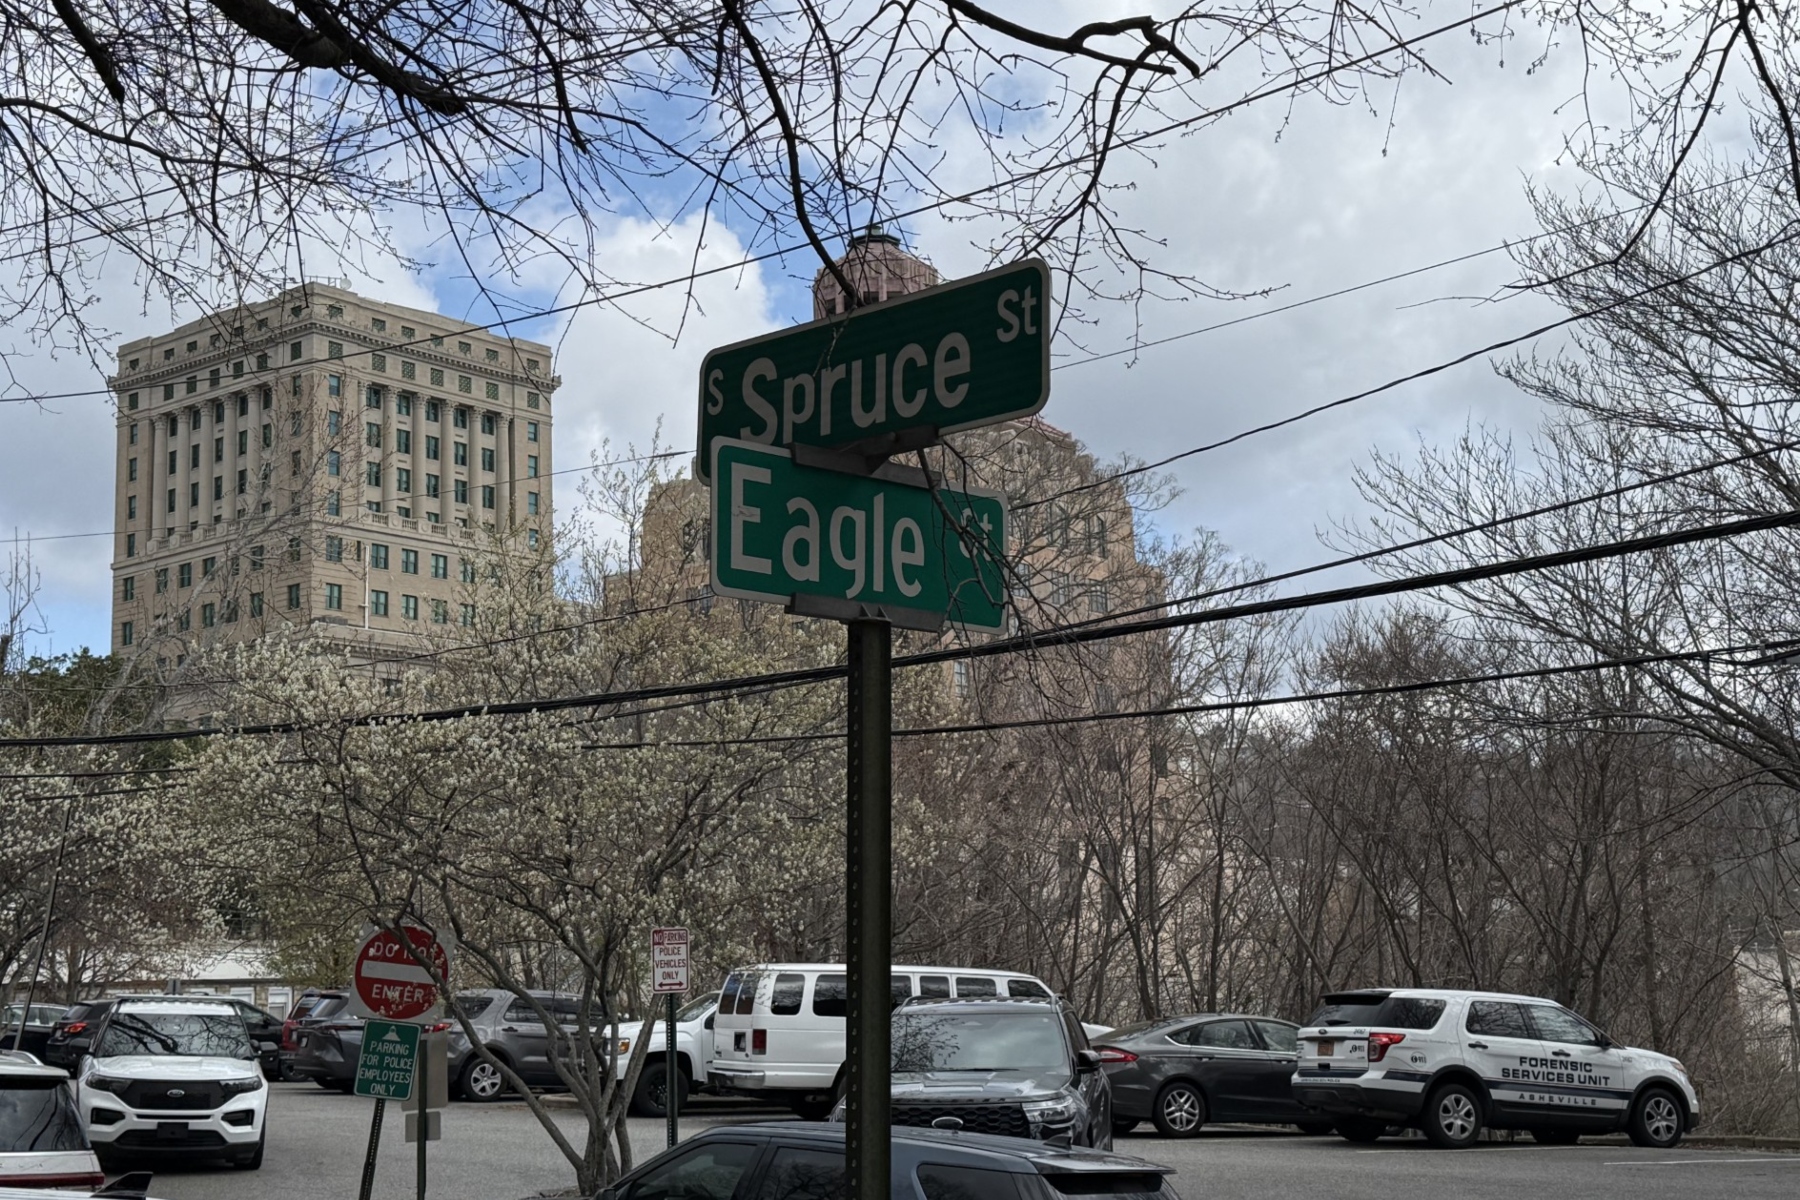 S Spruce St
Eagle St
DO NOT
ENTER
PARKING
FOR POLICE
EMPLOYEES
ONLY
NO PARKING
POLICE
VEHICLES
ONLY
FORENSIC
SERVICES UNIT
ASHEVILLE